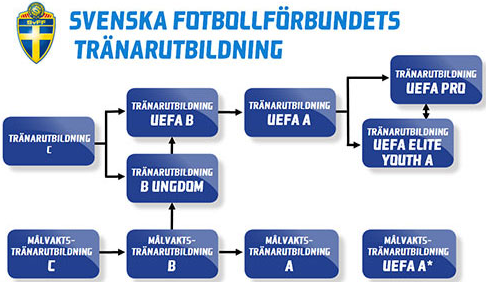 SvFF
SVENSKA FOTBOLLFÖRBUNDETS
TRÄNARUTBILDNING
TRÄNARUTBILDNING
C
TRÄNARUTBILDNING
UEFA B
TRÄNARUTBILDNING
B UNGDOM
TRÄNARUTBILDNING
UEFA A
TRÄNARUTBILDNING
UEFA PRO
TRÄNARUTBILDNING
UEFA ELITE
YOUTH A
MÅLVAKTS-
TRÄNARUTBILDNING
C
MÅLVAKTS-
TRÄNARUTBILDNING
B
MÅLVAKTS-
TRÄNARUTBILDNING
A
MÅLVAKTS-
TRÄNARUTBILDNING
UEFA A*